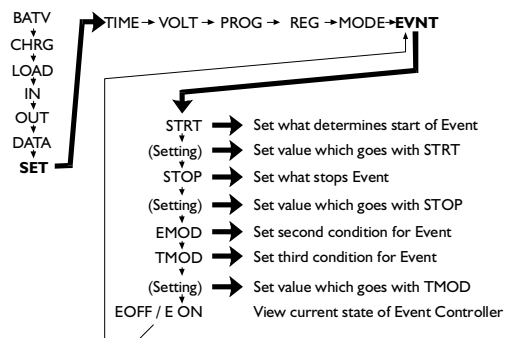 BATV
CHRG
LOAD
IN
OUT
DATA
SET
TIME VOLT PROG REG MODE EVNT
STRT Set what determines start of Event
(Setting) Set value which goes with STRT
STOP Set what stops Event
(Setting) Set value which goes with STOP
EMOD Set second condition for Event
TMOD Set third condition for Event
(Setting) Set value which goes with TMOD
EOFF / E ON View current state of Event Controller